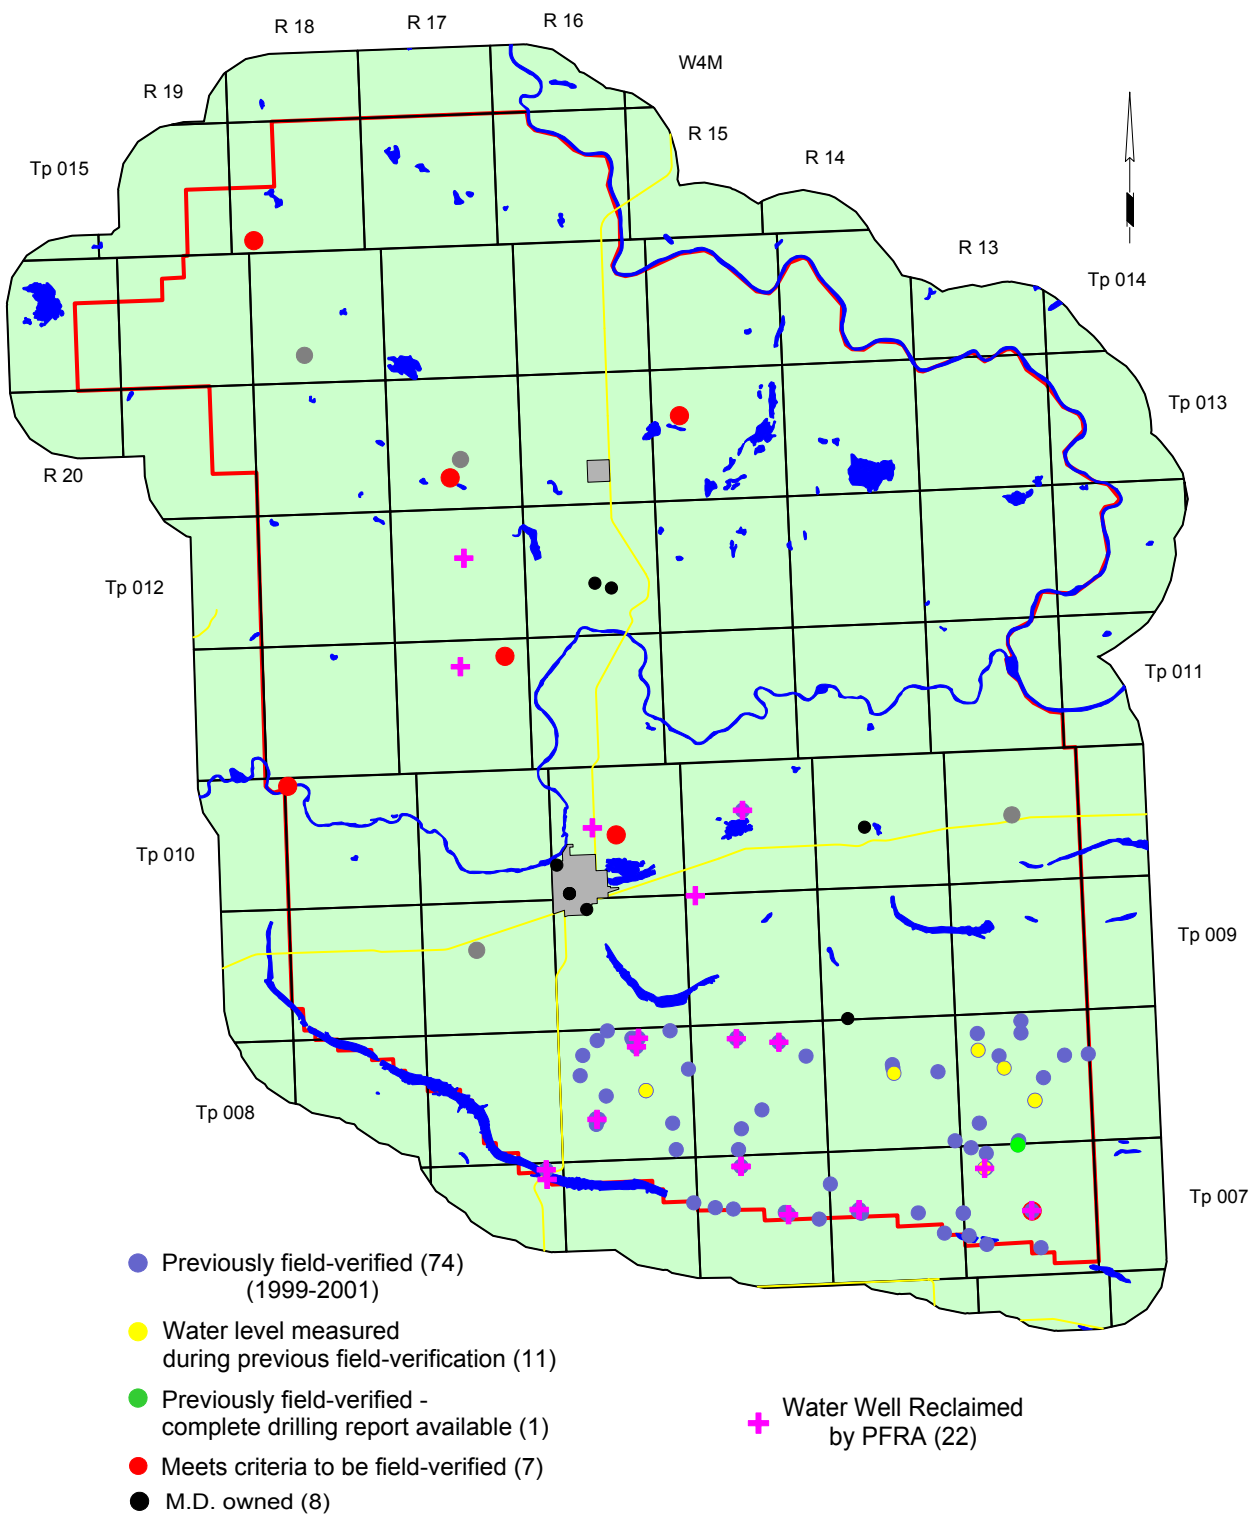 R 16
R 17
R 18
W4M
R 19
R 15
R 14
Tp 015
R 13
Tp 014
Tp 013
R 20
Tp 012
Tp 011
Tp 010
Tp 009
Tp 008
Tp 007
Previously field-verified (74)
(1999-2001)
Water level measured
during previous field-verification (11)
Previously field-verified -
complete drilling report available (1)
Meets criteria to be field-verified (7)
M.D. owned (8)
Water Well Reclaimed
by PFRA (22)